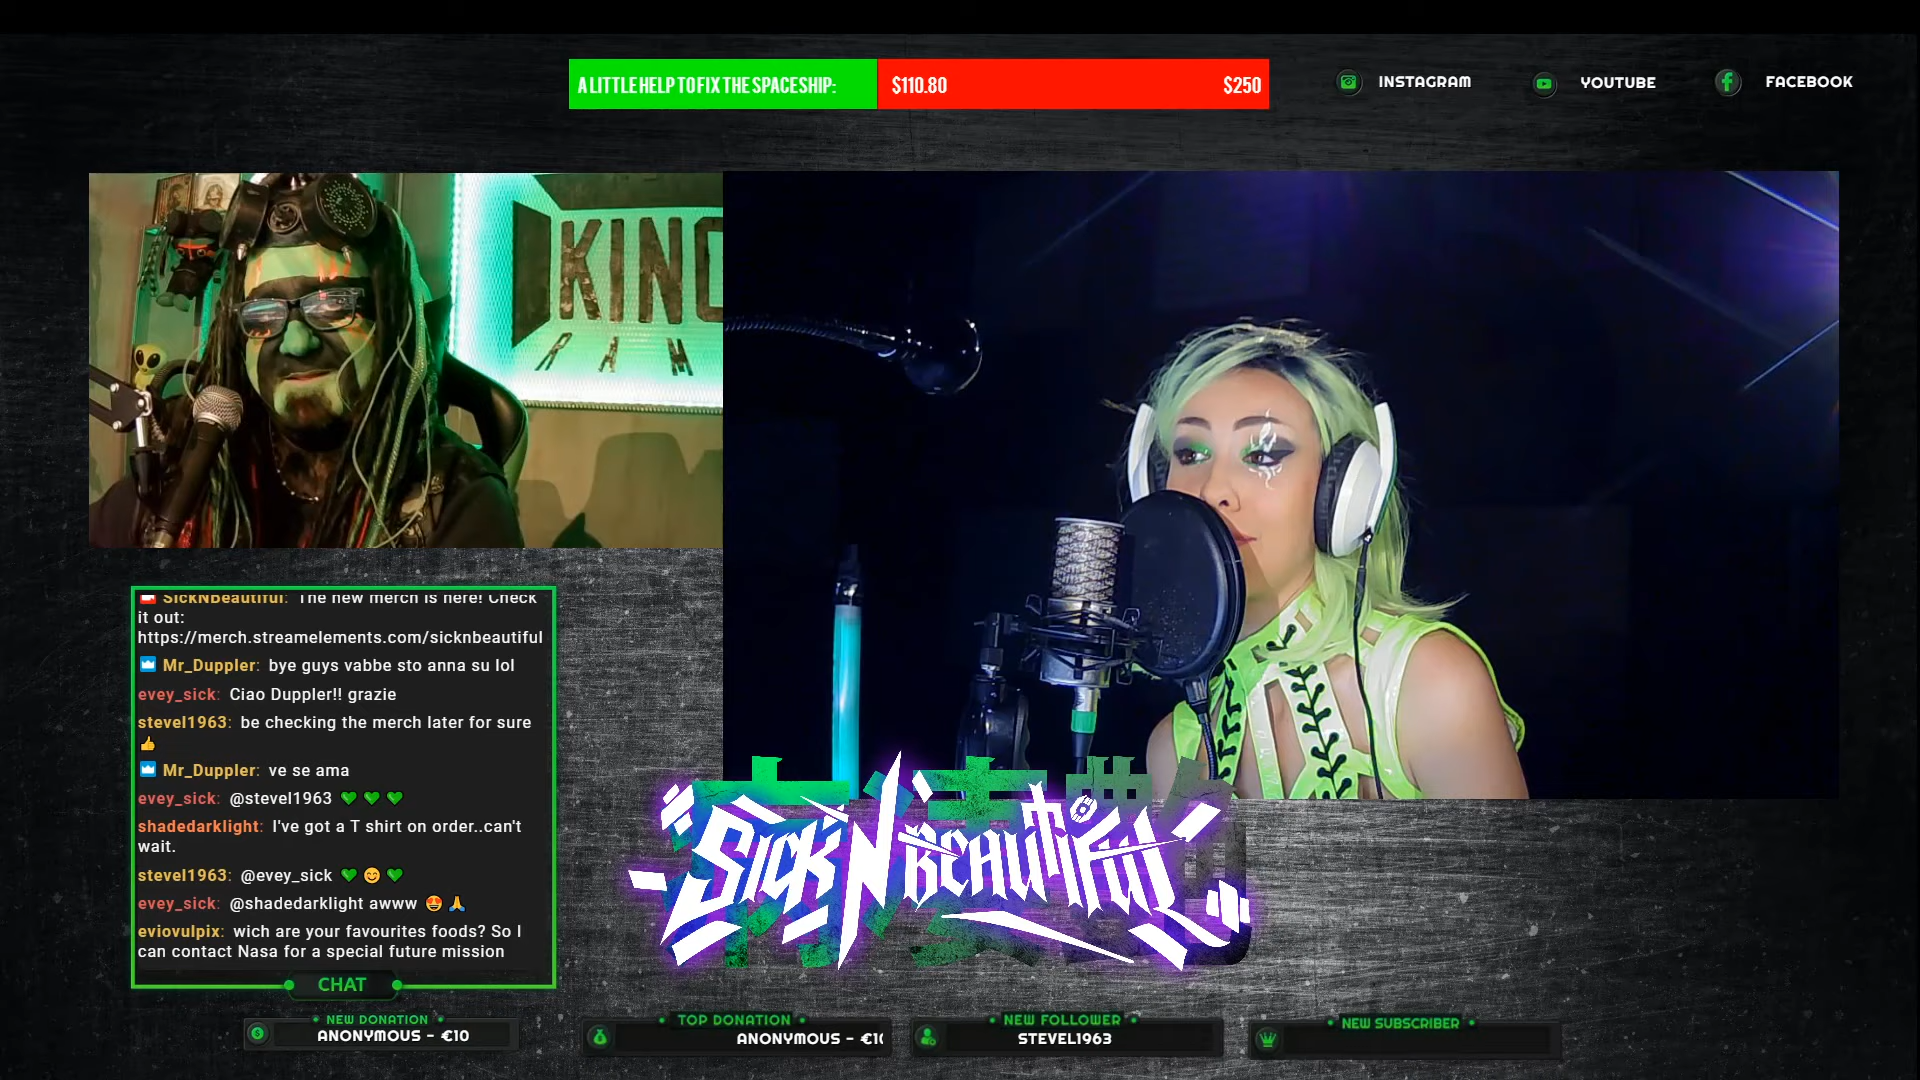 A LITTLE HELP TO FIX THE SPACESHIP: $110.80 $250
INSTAGRAM
YOUTUBE
FACEBOOK
KING
SickNBeautiful: The new merch is here! Check
it out:
https://merch.streamelements.com/sicknbeautiful
Mr_Duppler: bye guys vabbe sto anna su lol
evey_sick: Ciao Duppler!! grazie
stevel1963: be checking the merch later for sure
👍
Mr_Duppler: ve se ama
evey_sick: @stevel1963 💚 💚 💚
shadedarklight: I've got a T shirt on order..can't
wait.
stevel1963: @evey_sick 💚 😊 💚
evey_sick: @shadedarklight awww 😍 🙏
eviovulpix: wich are your favourites foods? So I
can contact Nasa for a special future mission
CHAT
SICK N BEAUTIFUL
NEW DONATION
ANONYMOUS - €10
TOP DONATION
ANONYMOUS - €10
NEW FOLLOWER
STEVEL1963
NEW SUBSCRIBER